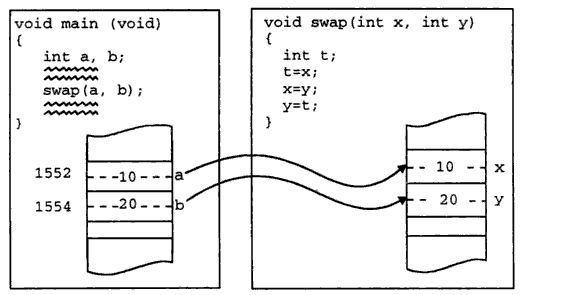 void main (void)
{
int a, b;
swap(a, b);
}
1552 10 a
1554 20 b
void swap(int x, int y)
{
int t;
t=x;
x=y;
y=t;
}
10 x
20 y